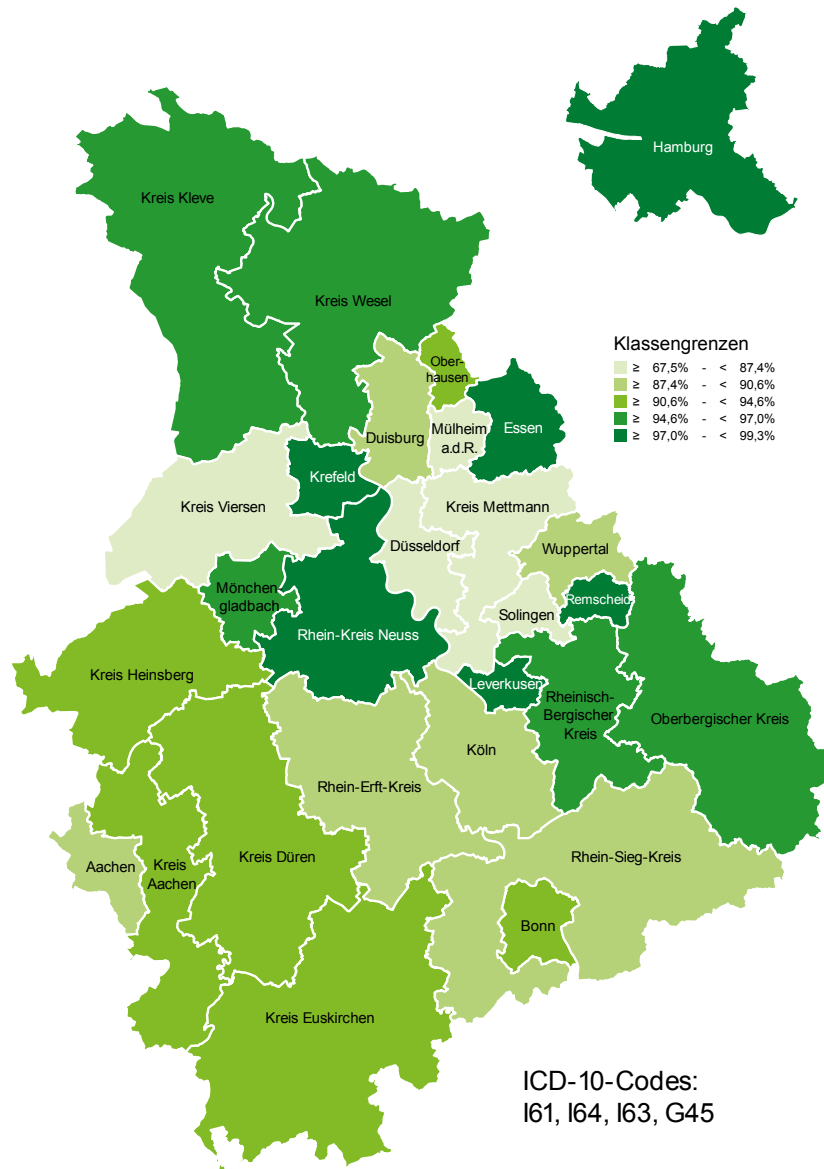 Hamburg
Kreis Kleve
Kreis Wesel
Klassengrenzen
≥ 67,5% - < 87,4%
≥ 87,4% - < 90,6%
≥ 90,6% - < 94,6%
≥ 94,6% - < 97,0%
≥ 97,0% - < 99,3%
Ober-
hausen
Duisburg
Mülheim
a.d.R.
Essen
Krefeld
Kreis Viersen
Kreis Mettmann
Düsseldorf
Wuppertal
Mönchen
gladbach
Remscheid
Solingen
Rhein-Kreis Neuss
Kreis Heinsberg
Leverkusen
Rheinisch-
Bergischer
Kreis
Oberbergischer Kreis
Köln
Rhein-Erft-Kreis
Aachen
Kreis
Aachen
Kreis Düren
Rhein-Sieg-Kreis
Bonn
Kreis Euskirchen
ICD-10-Codes:
I61, I64, I63, G45